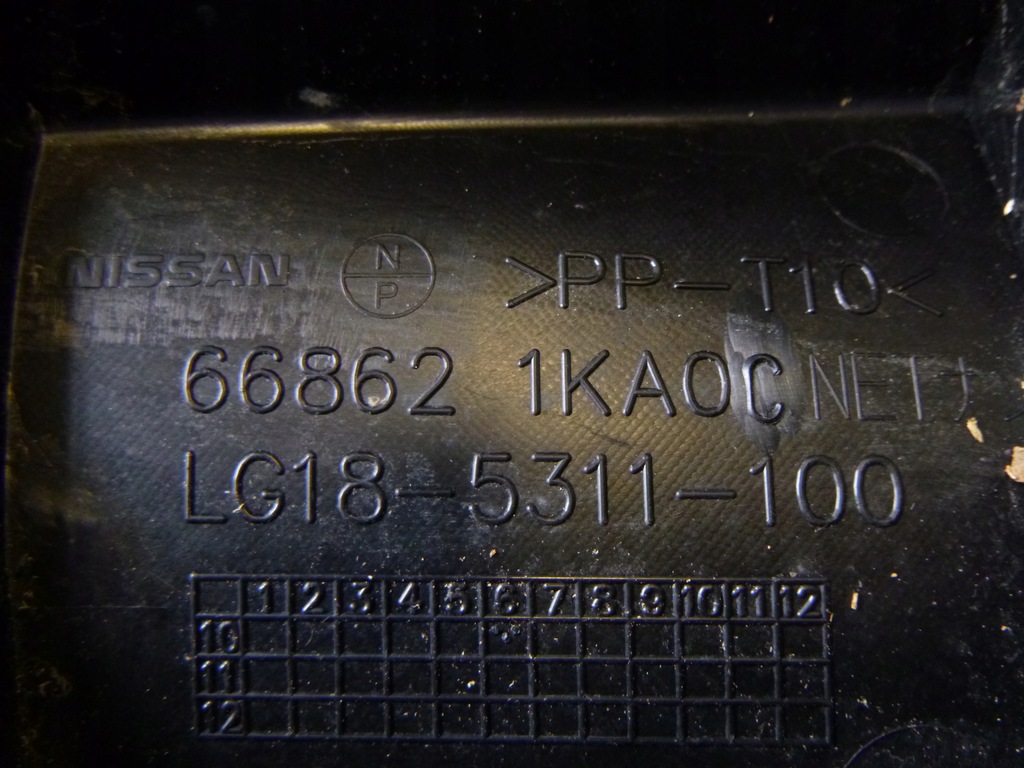 NISSAN N P >PP-T10<
66862 1KA0C
LG18-5311-100
1 2 3 4 5 6 7 8 9 10 11 12
10
11
12